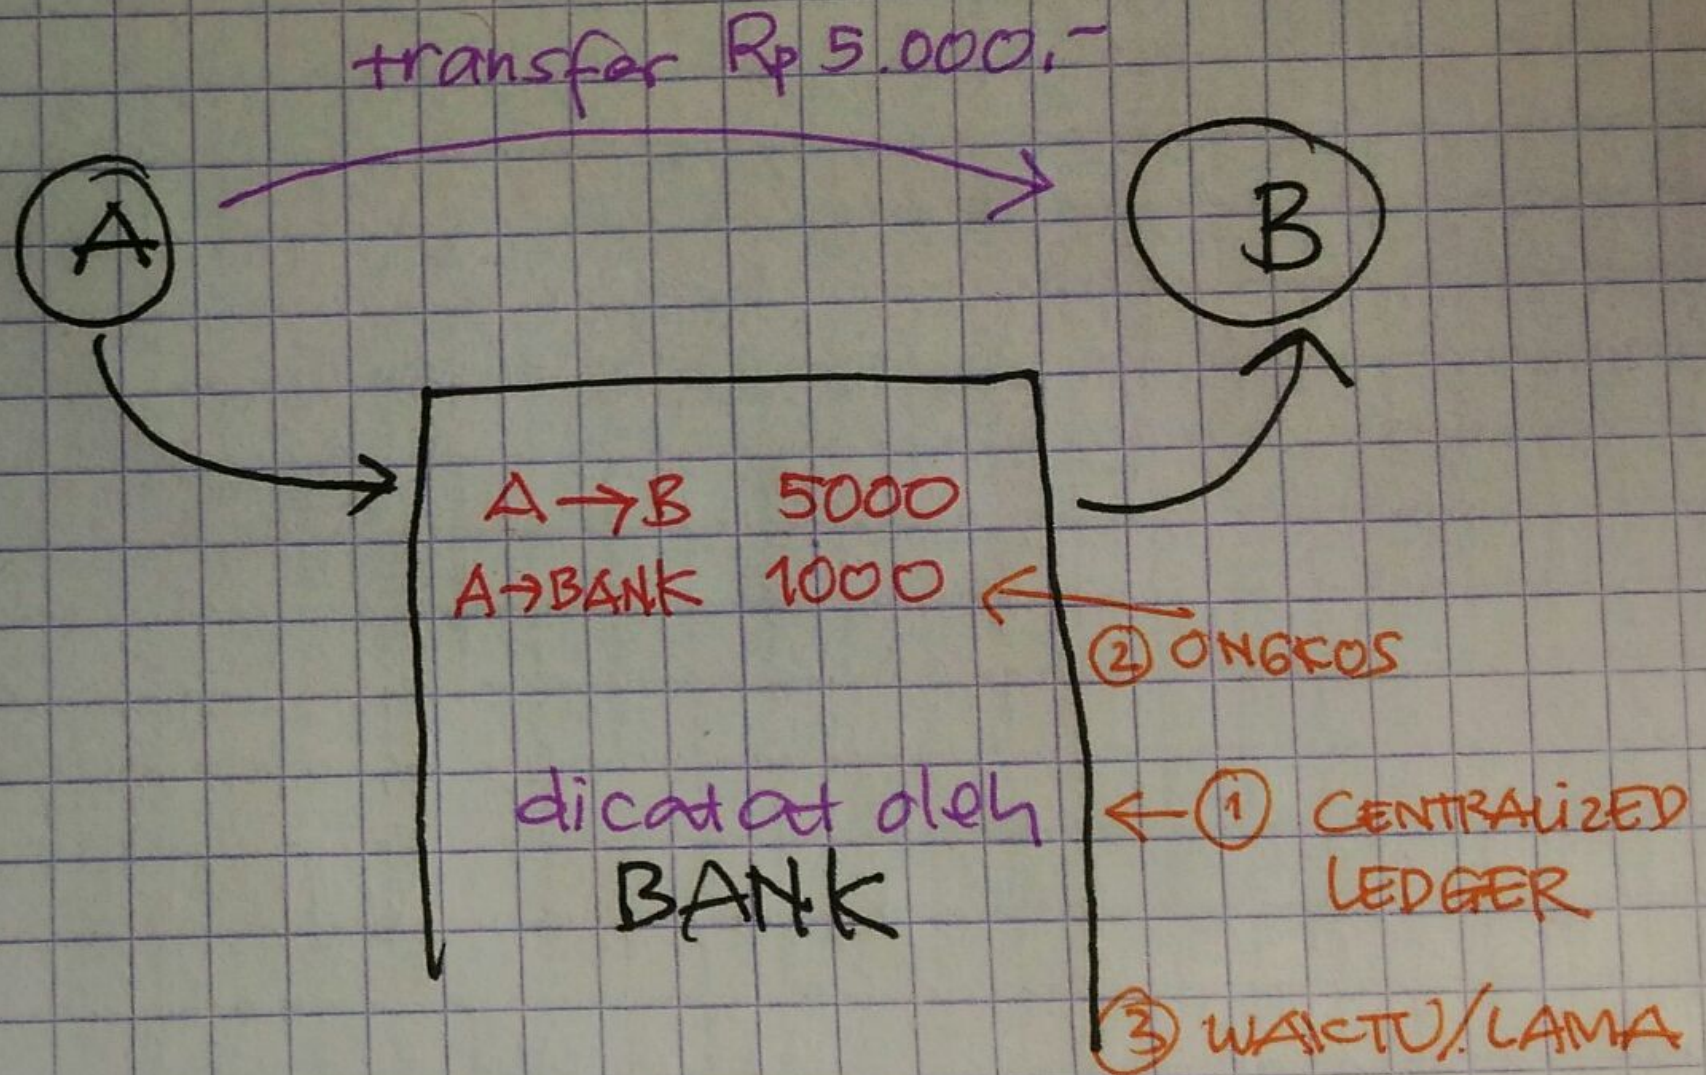 transfer Rp 5.000,-
A
B
A → B 5000
A → BANK 1000
② ONGKOS
dicatat oleh
BANK
① CENTRALIZED
LEDGER
③ WAKTU/LAMA